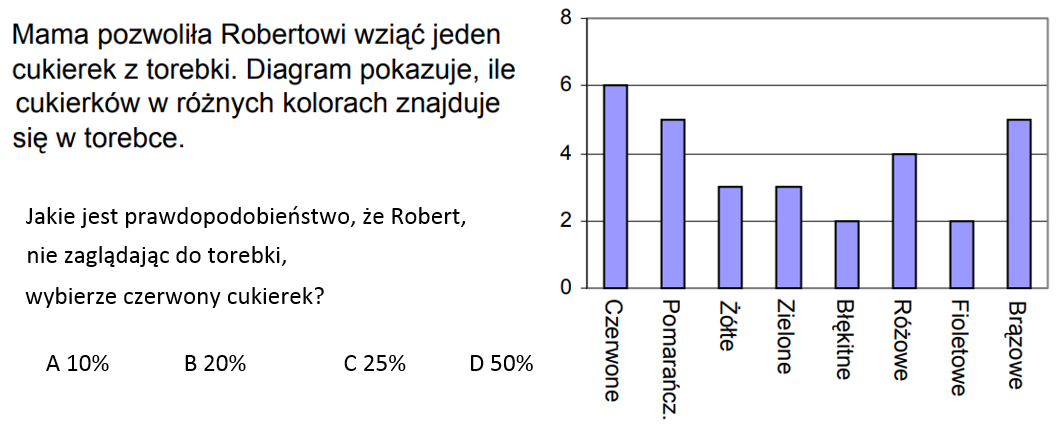 Mama pozwoliła Robertowi wziąć jeden
cukierek z torebki. Diagram pokazuje, ile
cukierków w różnych kolorach znajduje
się w torebce.
Jakie jest prawdopodobieństwo, że Robert,
nie zaglądając do torebki,
wybierze czerwony cukierek?
A 10% B 20% C 25% D 50%
8
6
4
2
0
Czerwone
Pomarańcz.
Żółte
Zielone
Błękitne
Różowe
Fioletowe
Brązowe